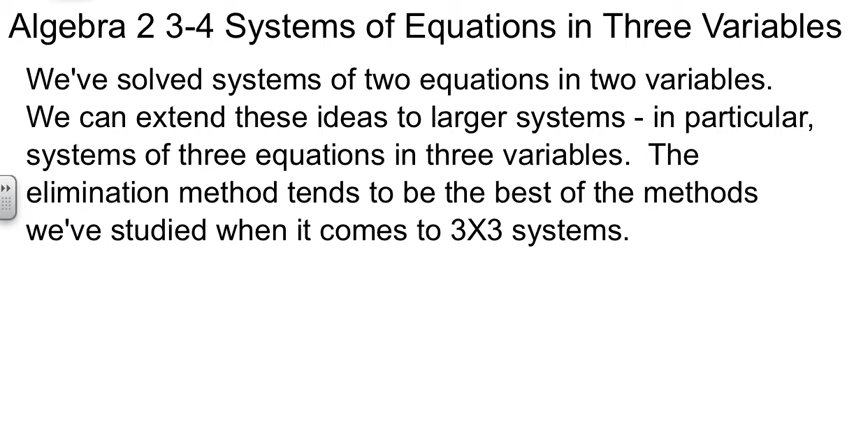 Algebra 2 3-4 Systems of Equations in Three Variables
We've solved systems of two equations in two variables.
We can extend these ideas to larger systems - in particular,
systems of three equations in three variables.  The
elimination method tends to be the best of the methods
we've studied when it comes to 3X3 systems.